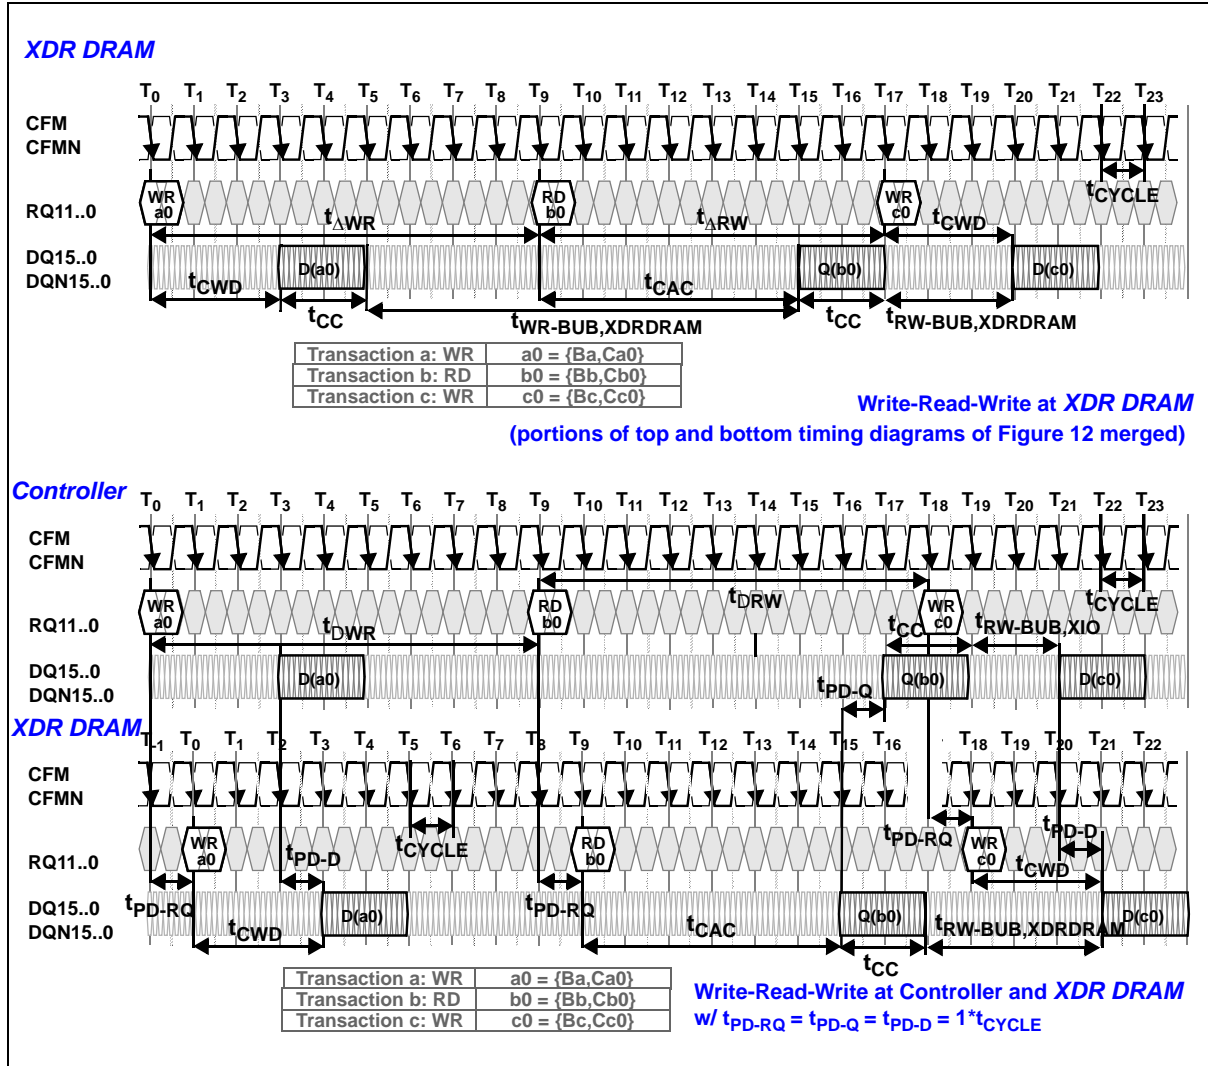 XDR DRAM
T0 T1 T2 T3 T4 T5 T6 T7 T8 T9 T10 T11 T12 T13 T14 T15 T16 T17 T18 T19 T20 T21 T22 T23
CFM
CFMN
tCYCLE
WR a0 RD b0 WR c0
RQ11..0
tΔWR tΔRW tCWD
DQ15..0
DQN15..0
D(a0) Q(b0) D(c0)
tCWD tCC tWR-BUB,XDRDRAM tCAC tCC tRW-BUB,XDRDRAM
Transaction a: WR a0 = {Ba,Ca0}
Transaction b: RD b0 = {Bb,Cb0}
Transaction c: WR c0 = {Bc,Cc0}
Write-Read-Write at XDR DRAM
(portions of top and bottom timing diagrams of Figure 12 merged)
Controller
T0 T1 T2 T3 T4 T5 T6 T7 T8 T9 T10 T11 T12 T13 T14 T15 T16 T17 T18 T19 T20 T21 T22 T23
CFM
CFMN
WR a0 RD b0 tDRW WR c0 tCYCLE
RQ11..0
tDWR tCC tRW-BUB,XIO
DQ15..0
DQN15..0
D(a0) Q(b0) D(c0)
tPD-Q
XDR DRAM
T-1 T0 T1 T2 T3 T4 T5 T6 T7 T8 T9 T10 T11 T12 T13 T14 T15 T16 T18 T19 T20 T21 T22
CFM
CFMN
tPD-RQ tPD-D
WR a0 tCYCLE RD b0 WR c0
RQ11..0
tPD-D tCWD
DQ15..0
DQN15..0
tPD-RQ D(a0) tPD-RQ Q(b0) D(c0)
tCWD tCAC tCC tRW-BUB,XDRDRAM
Transaction a: WR a0 = {Ba,Ca0}
Transaction b: RD b0 = {Bb,Cb0}
Transaction c: WR c0 = {Bc,Cc0}
Write-Read-Write at Controller and XDR DRAM
w/ tPD-RQ = tPD-Q = tPD-D = 1*tCYCLE